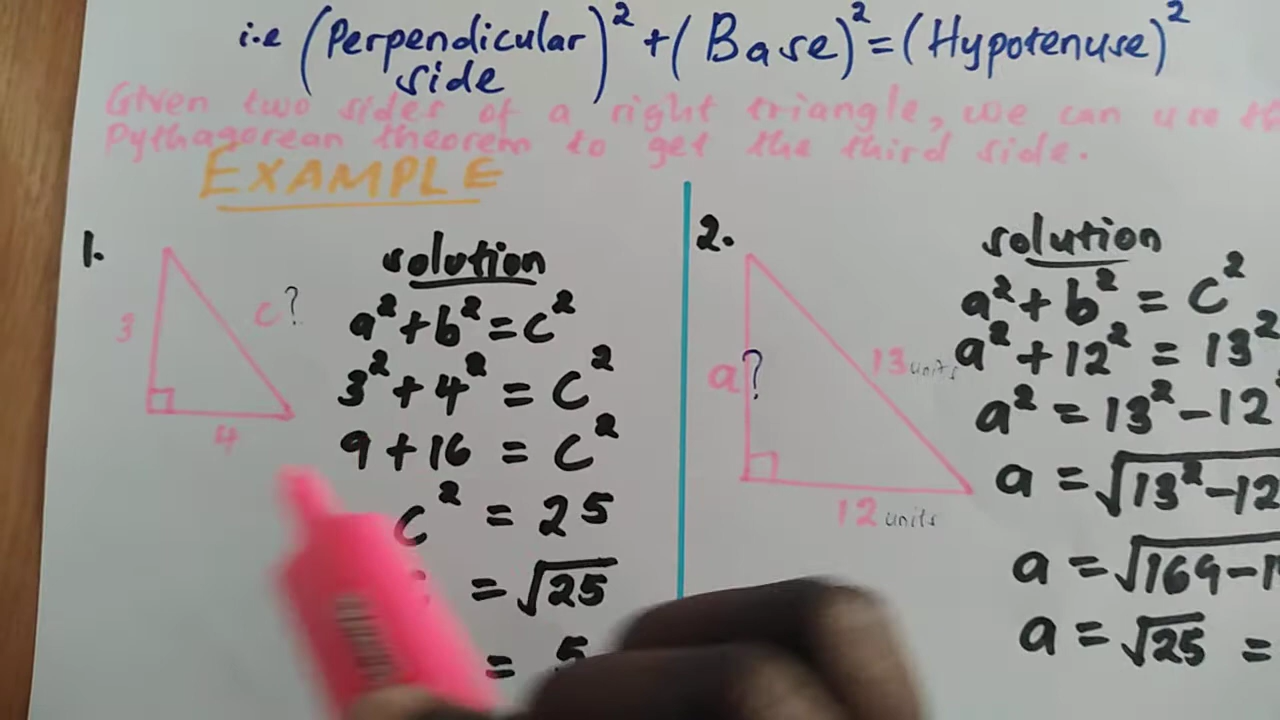 i.e (Perpendicular side)² + (Base)² = (Hypotenuse)²
Given two sides of a right triangle, we can use
Pythagorean theorem to get the third side.
EXAMPLE
1.
3
c?
4
solution
a² + b² = c²
3² + 4² = c²
9 + 16 = c²
c² = 25
= √25
= 5
2.
a?
13 units
12 units
solution
a² + b² = c²
a² + 12² = 13²
a² = 13² - 12
a = √13² - 12
a = √169 - 1
a = √25 =